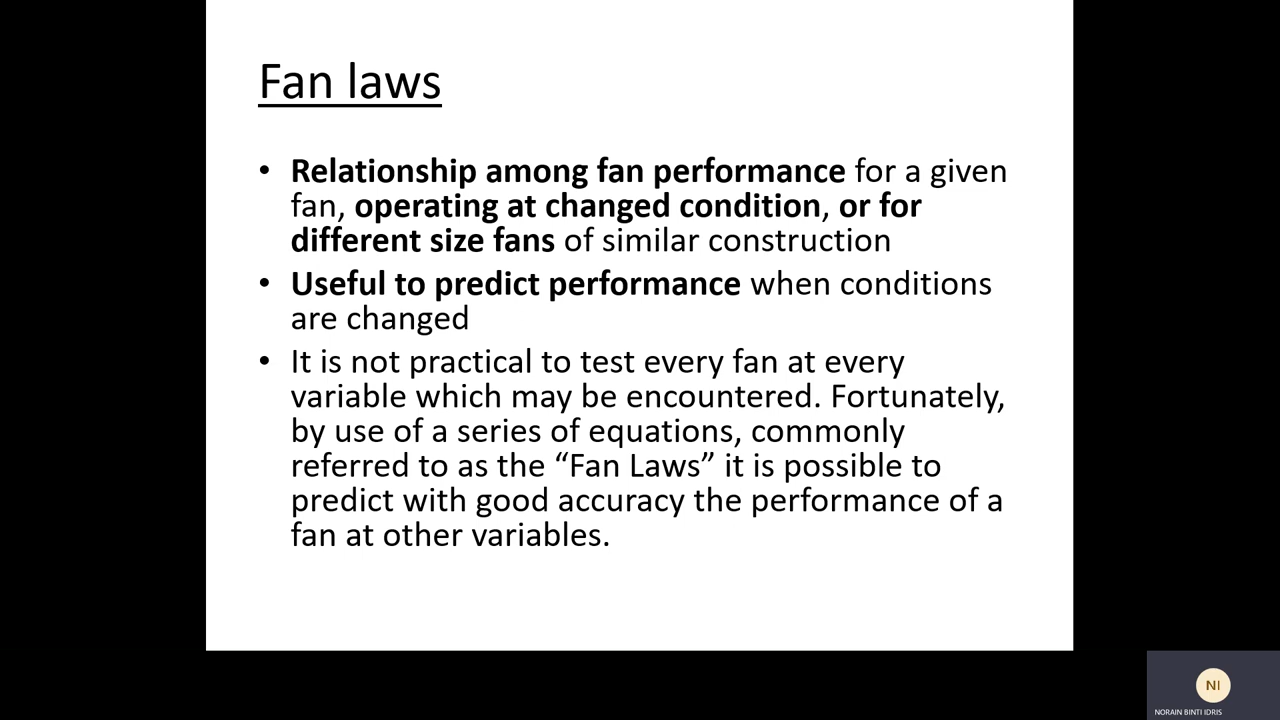 Fan laws
• Relationship among fan performance for a given
fan, operating at changed condition, or for
different size fans of similar construction
• Useful to predict performance when conditions
are changed
• It is not practical to test every fan at every
variable which may be encountered. Fortunately,
by use of a series of equations, commonly
referred to as the “Fan Laws” it is possible to
predict with good accuracy the performance of a
fan at other variables.
NI
NORAIN BINTI IDRIS